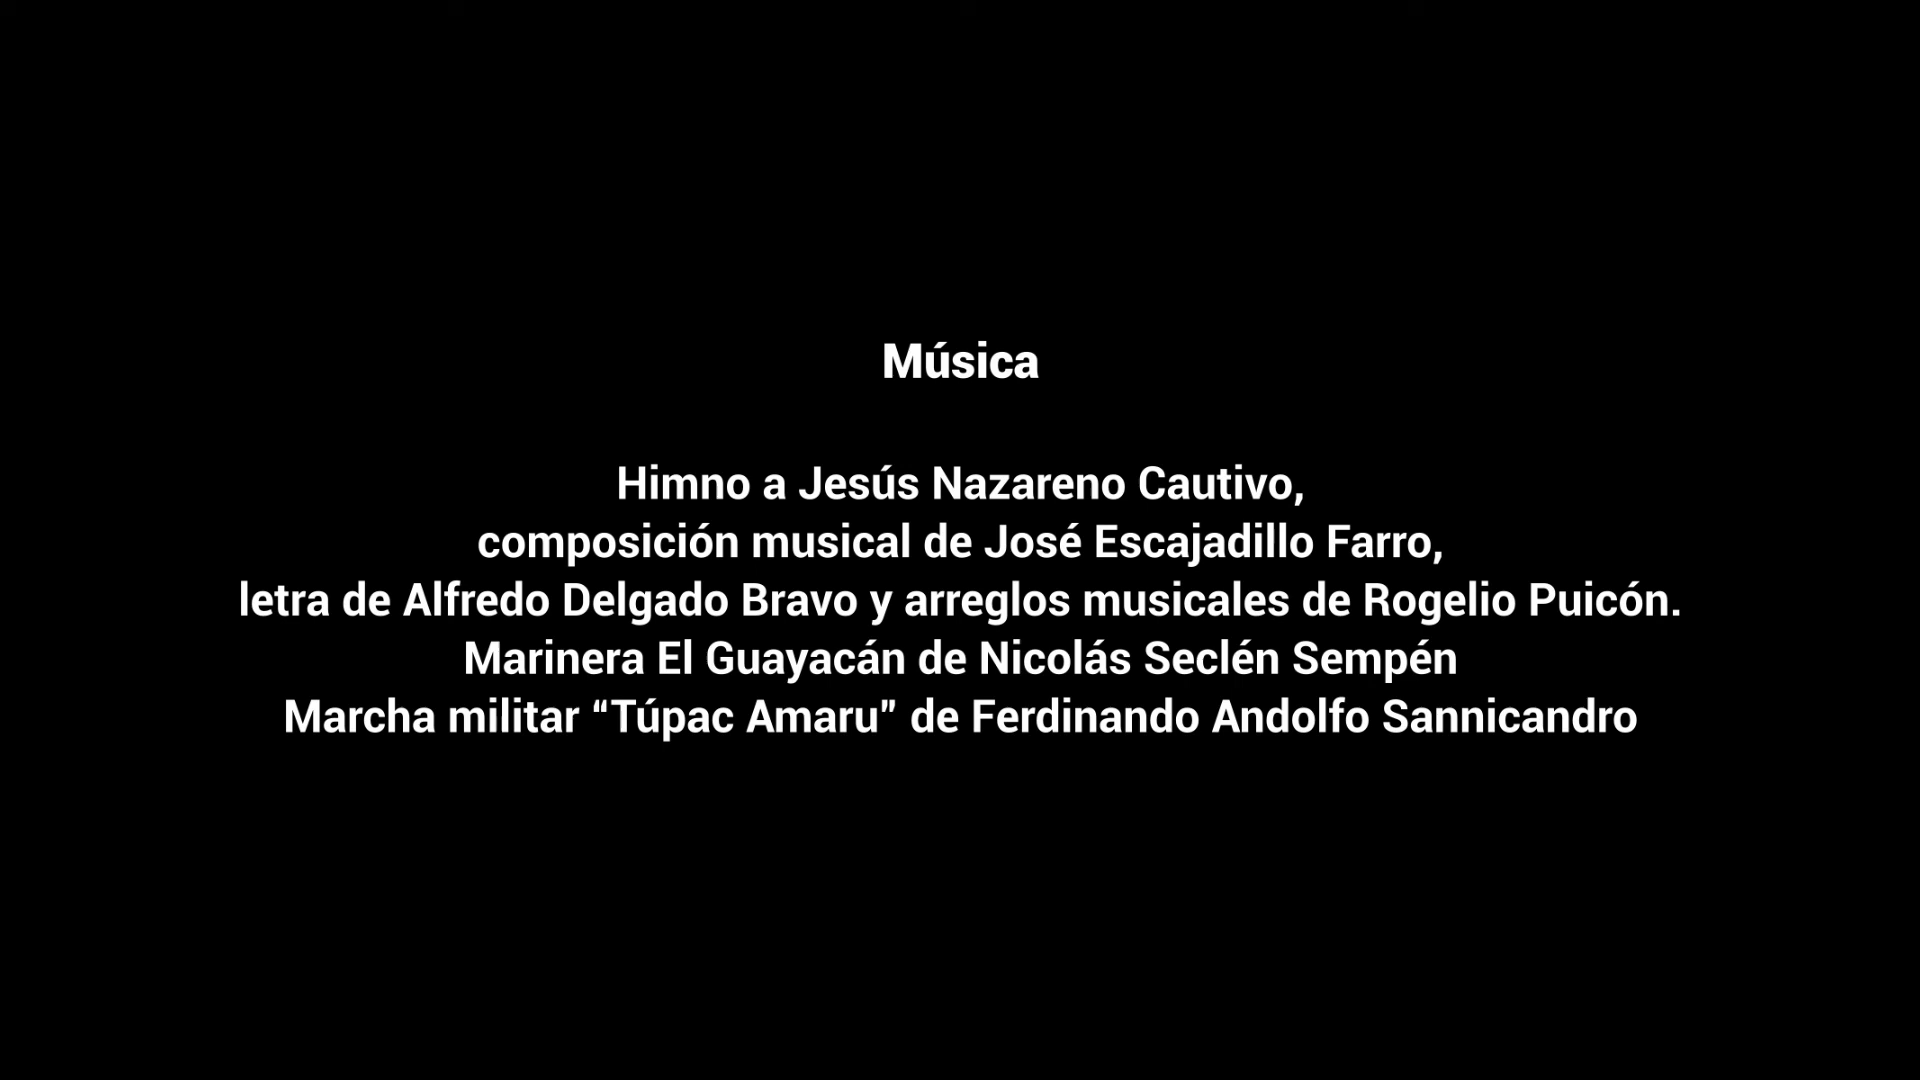 Música
Himno a Jesús Nazareno Cautivo,
composición musical de José Escajadillo Farro,
letra de Alfredo Delgado Bravo y arreglos musicales de Rogelio Puicón.
Marinera El Guayacán de Nicolás Seclén Sempén
Marcha militar “Túpac Amaru” de Ferdinando Andolfo Sannicandro